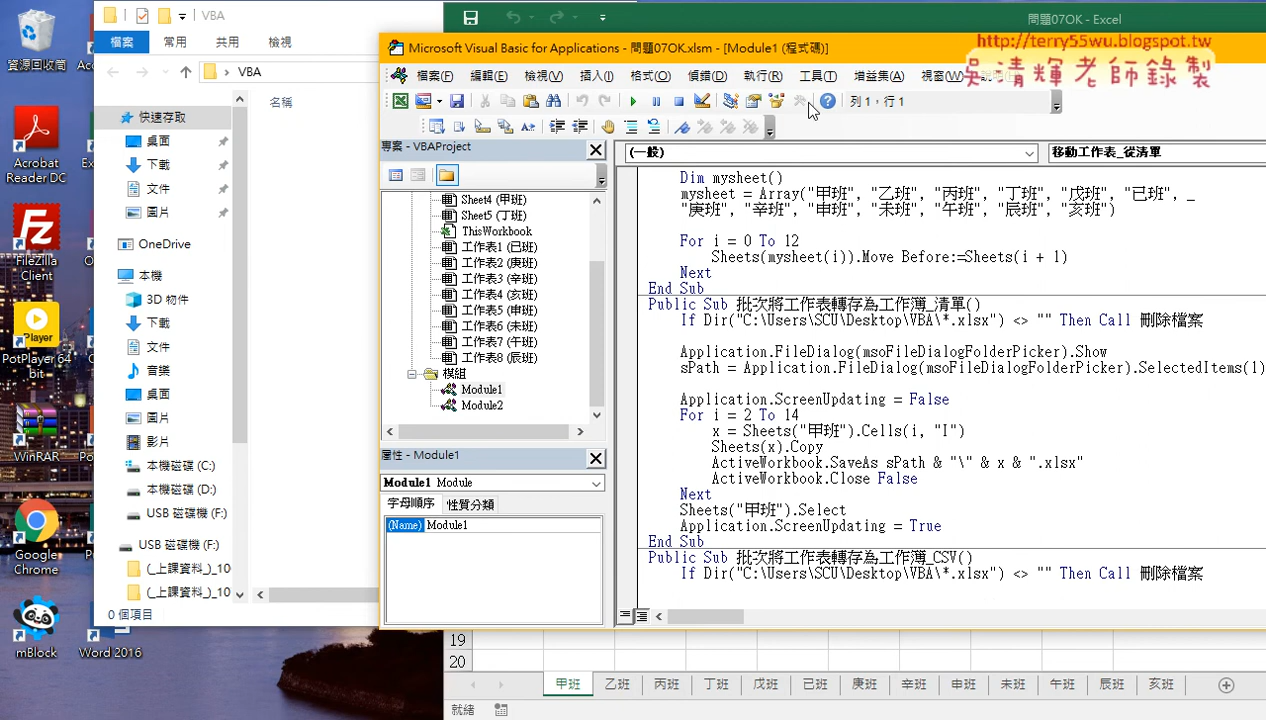 資源回收筒
Acrobat
Reader DC
FileZilla
Client
PotPlayer 64
bit
WinRAR
Google
Chrome
mBlock
Word 2016
VBA
檔案
常用
共用
檢視
VBA
名稱
快速存取
桌面
下載
文件
圖片
OneDrive
本機
3D 物件
下載
文件
音樂
桌面
圖片
影片
本機磁碟 (C:)
本機磁碟 (D:)
USB 磁碟機 (F:)
USB 磁碟機 (F:)
(_上課資料_)_10
(_上課資料_)_10
0 個項目
問題07OK - Excel
http://terry55wu.blogspot.tw
吳清輝老師錄製
Microsoft Visual Basic for Applications - 問題07OK.xlsm - [Module1 (程式碼)]
檔案(F) 編輯(E) 檢視(V) 插入(I) 格式(O) 偵錯(D) 執行(R) 工具(T) 增益集(A) 視窗(W)
列 1，行 1
專案 - VBAProject
Sheet4 (甲班)
Sheet5 (丁班)
ThisWorkbook
工作表1 (已班)
工作表2 (庚班)
工作表3 (辛班)
工作表4 (亥班)
工作表5 (申班)
工作表6 (未班)
工作表7 (午班)
工作表8 (辰班)
模組
Module1
Module2
屬性 - Module1
Module1 Module
字母順序 性質分類
(Name) Module1
(一般)
移動工作表_從清單
Dim mysheet()
mysheet = Array("甲班", "乙班", "丙班", "丁班", "戊班", "已班", _
"庚班", "辛班", "申班", "未班", "午班", "辰班", "亥班")
For i = 0 To 12
Sheets(mysheet(i)).Move Before:=Sheets(i + 1)
Next
End Sub
Public Sub 批次將工作表轉存為工作簿_清單()
If Dir("C:\Users\SCU\Desktop\VBA\*.xlsx") <> "" Then Call 刪除檔案
Application.FileDialog(msoFileDialogFolderPicker).Show
sPath = Application.FileDialog(msoFileDialogFolderPicker).SelectedItems(1)
Application.ScreenUpdating = False
For i = 2 To 14
x = Sheets("甲班").Cells(i, "I")
Sheets(x).Copy
ActiveWorkbook.SaveAs sPath & "\" & x & ".xlsx"
ActiveWorkbook.Close False
Next
Sheets("甲班").Select
Application.ScreenUpdating = True
End Sub
Public Sub 批次將工作表轉存為工作簿_CSV()
If Dir("C:\Users\SCU\Desktop\VBA\*.xlsx") <> "" Then Call 刪除檔案
19
20
甲班 乙班 丙班 丁班 戊班 已班 庚班 辛班 申班 未班 午班 辰班 亥班
就緒